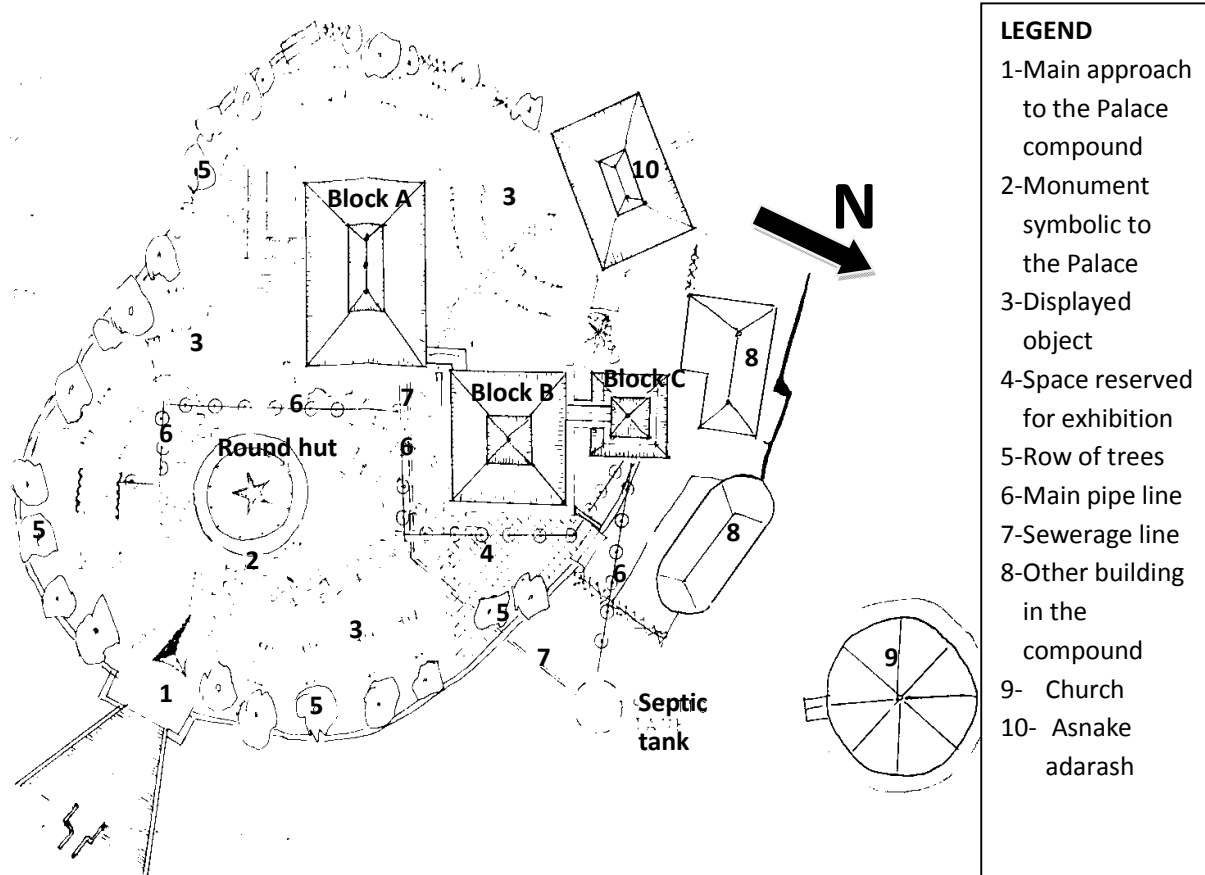 5
Block A
3
10
N
3
8
Block B
Block C
7
6
6
6
Round hut
5
2
4
8
6
5
3
7
1
5
Septic
tank
9
LEGEND
1-Main approach
to the Palace
compound
2-Monument
symbolic to
the Palace
3-Displayed
object
4-Space reserved
for exhibition
5-Row of trees
6-Main pipe line
7-Sewerage line
8-Other building
in the
compound
9- Church
10- Asnake
adarash